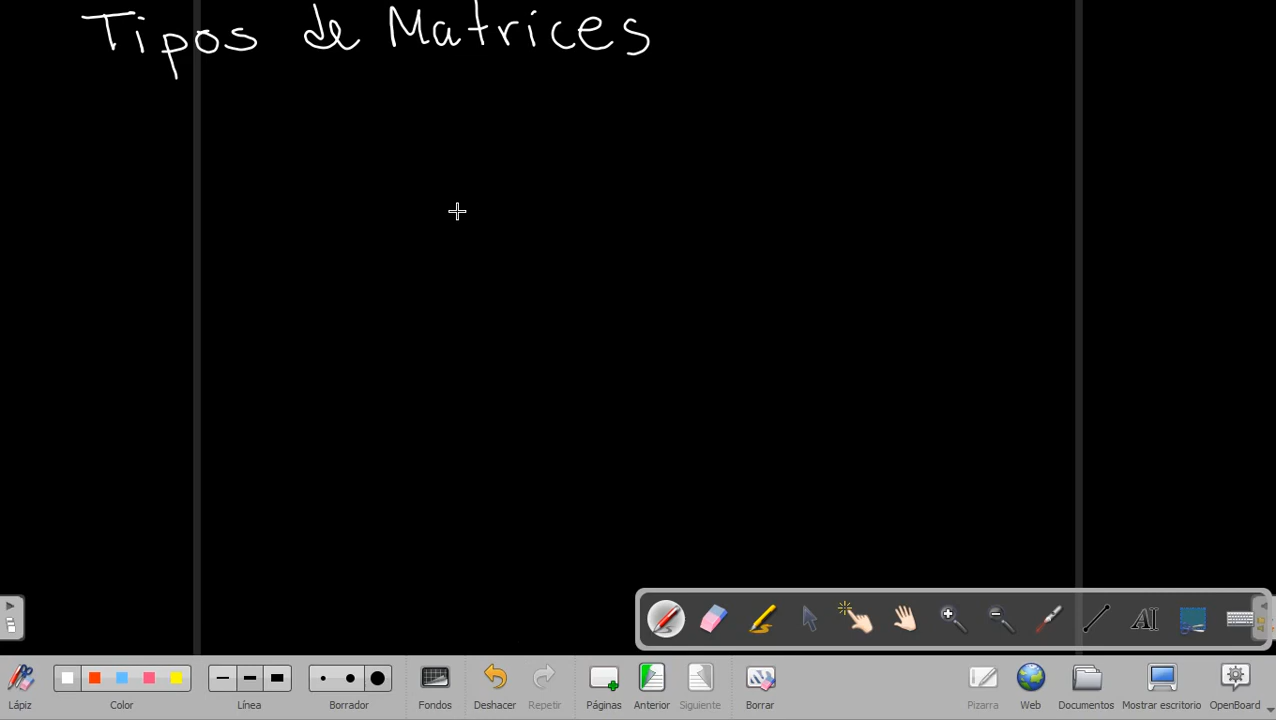 Tipos de Matrices
AI
Lápiz Color Línea Borrador Fondos Deshacer Repetir Páginas Anterior Siguiente Borrar Pizarra Web Documentos Mostrar escritorio OpenBoard